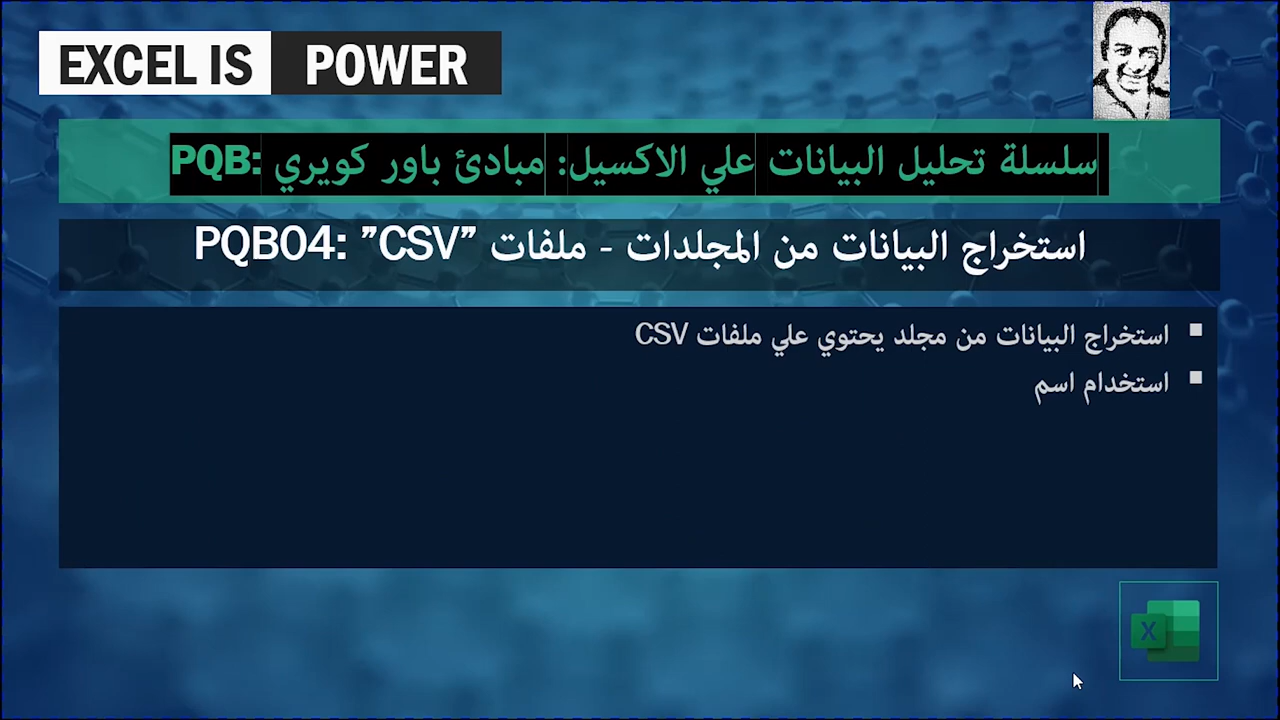 EXCEL IS POWER
سلسلة تحليل البيانات علي الاكسيل: مبادئ باور كويري PQB:
استخراج البيانات من المجلدات - ملفات "CSV" PQB04:
استخراج البيانات من مجلد يحتوي علي ملفات CSV
استخدام اسم
X